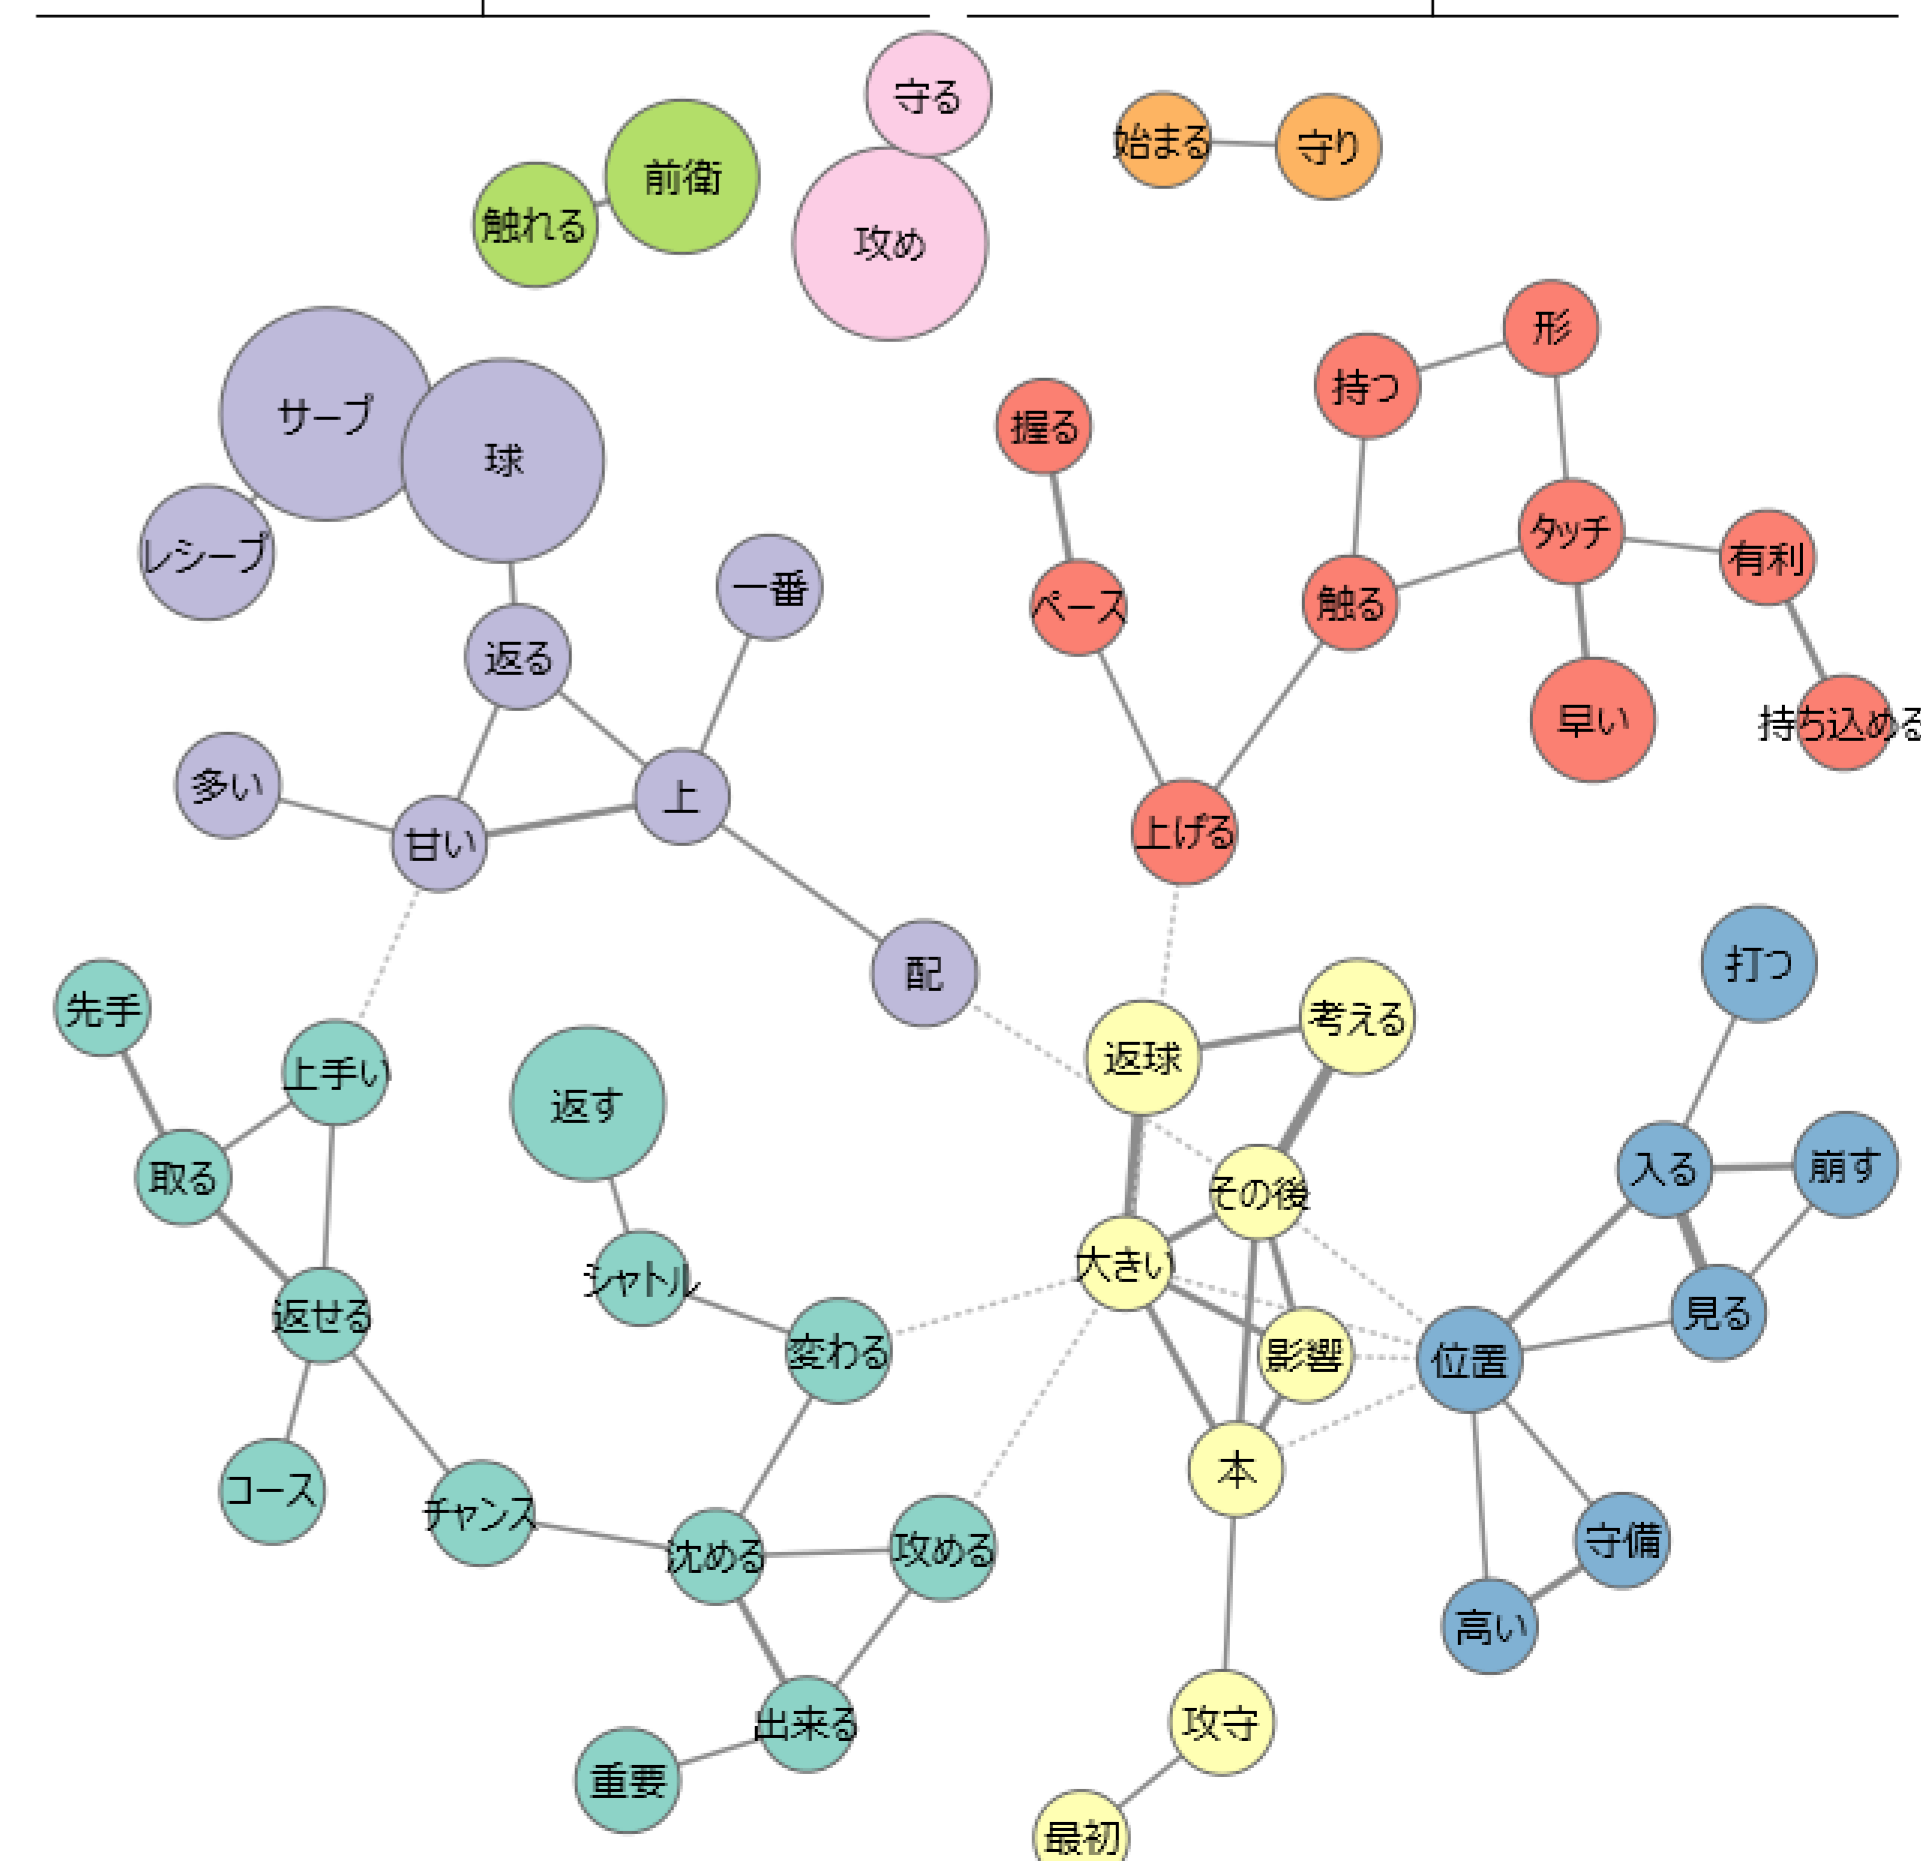 守る
始まる
守り
前衛
触れる
攻め
形
持つ
サーブ
握る
球
タッチ
レシーブ
有利
一番
ペース
触る
返る
早い
持ち込める
多い
上
上げる
甘い
打つ
配
先手
考える
返球
上手い
返す
入る
崩す
取る
その後
大きい
シャトル
見る
返せる
変わる
影響
位置
本
コース
チャンス
沈める
攻める
守備
高い
攻守
出来る
重要
最初